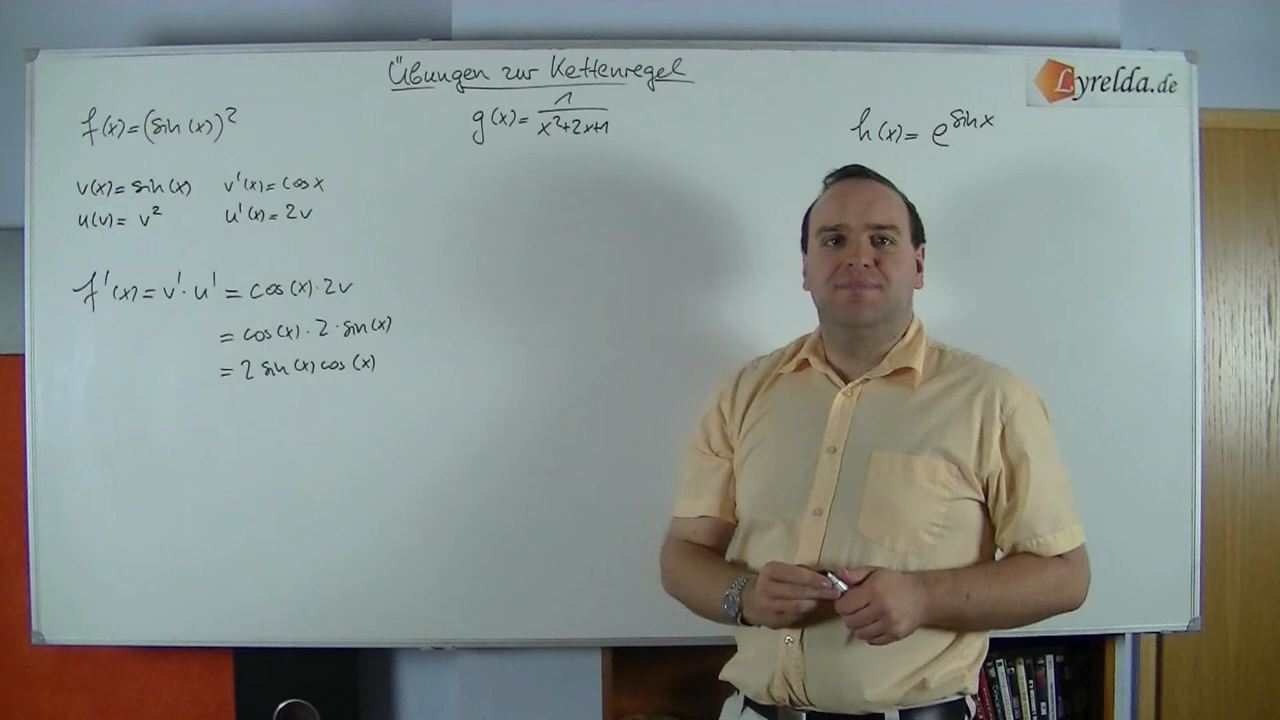 Übungen zur Kettenregel
Lyrelda.de
f(x)=(sin(x))²
g(x)= 1/(x²+2x+1)
h(x)= e^sin x
v(x)= sin(x) v'(x)= cos x
u(v)= v² u'(x)= 2v
f'(x)= v'·u' = cos(x)·2v
= cos(x)·2·sin(x)
= 2 sin(x) cos(x)